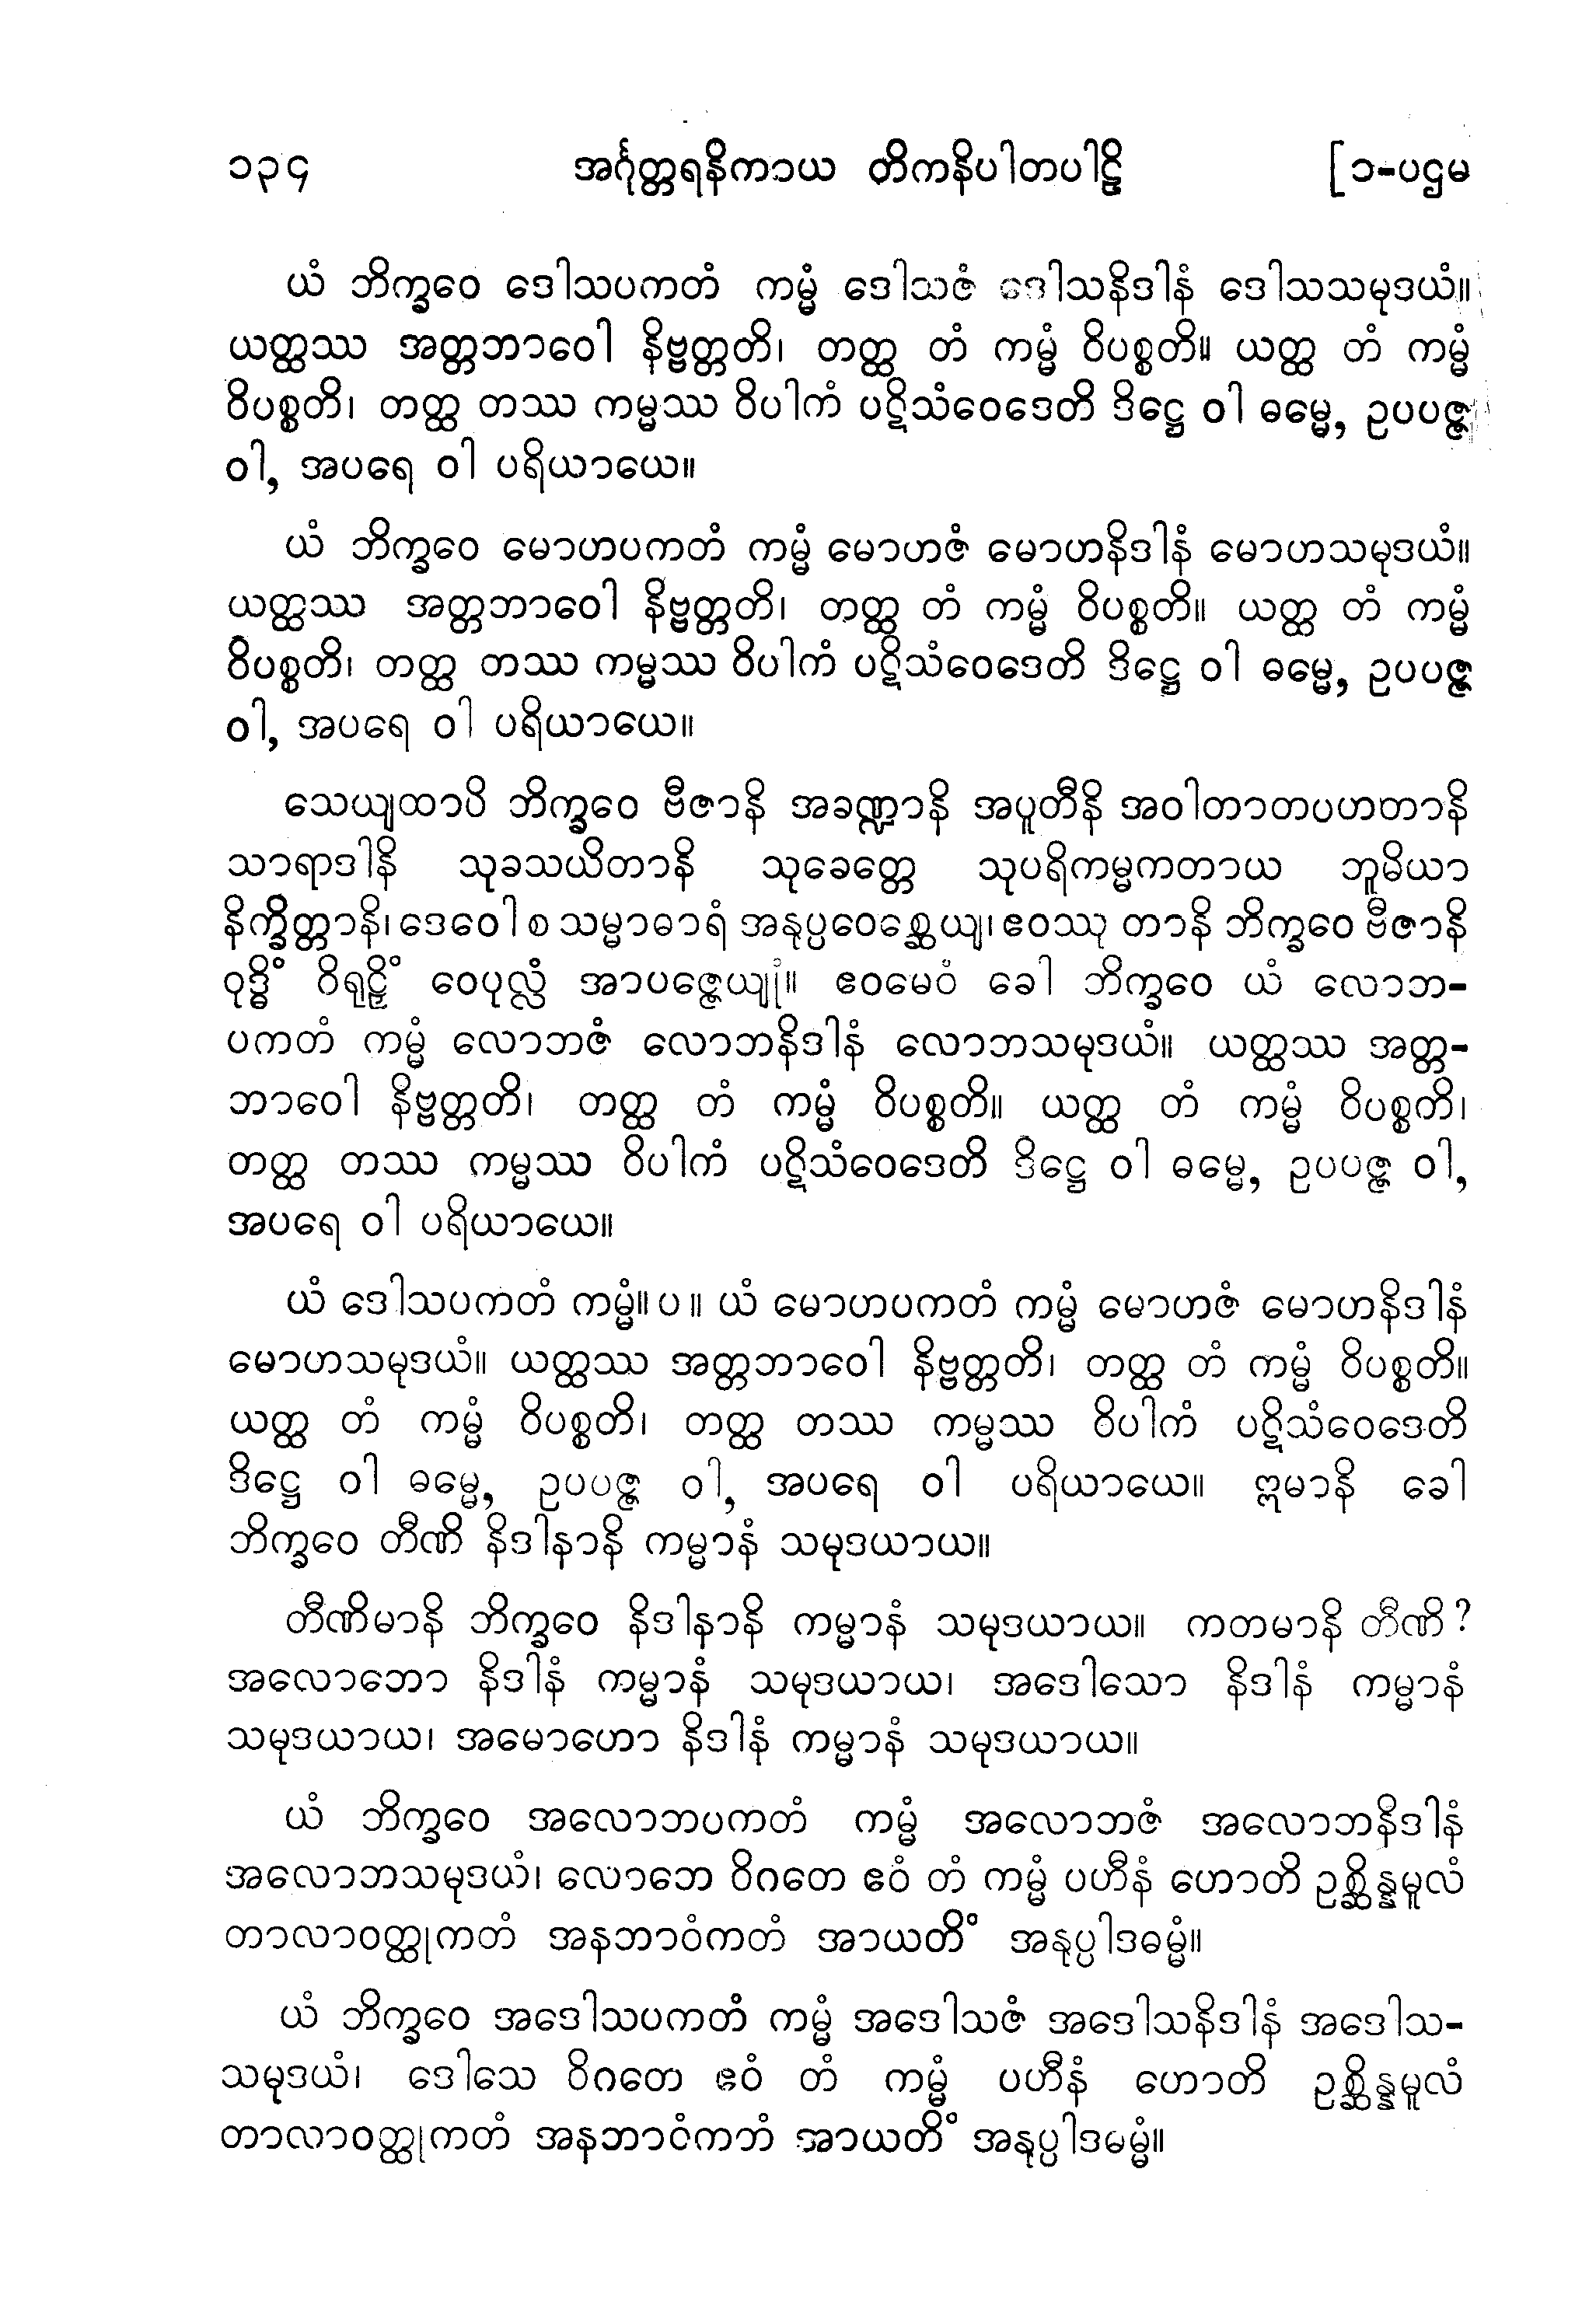 ၁၃၄ အင်္ဂုတ္တရနိကာယ တိကနိပါတပါဠိ [၁-ပဌမ
ယံ ဘိက္ခဝေ ဒေါသပကတံ ကမ္မံ ဒေါသဇံ ဒေါသနိဒါနံ ဒေါသသမုဒယံ။
ယတ္ထဿ အတ္တဘာဝေါ နိဗ္ဗတ္တတိ၊ တတ္ထ တံ ကမ္မံ ဝိပစ္စတိ။ ယတ္ထ တံ ကမ္မံ
ဝိပစ္စတိ၊ တတ္ထ တဿ ကမ္မဿ ဝိပါကံ ပဋိသံဝေဒေတိ ဒိဋ္ဌေ ဝါ ဓမ္မေ, ဥပပဇ္ဇ
ဝါ, အပရေ ဝါ ပရိယာယေ။
ယံ ဘိက္ခဝေ မောဟပကတံ ကမ္မံ မောဟဇံ မောဟနိဒါနံ မောဟသမုဒယံ။
ယတ္ထဿ အတ္တဘာဝေါ နိဗ္ဗတ္တတိ၊ တတ္ထ တံ ကမ္မံ ဝိပစ္စတိ။ ယတ္ထ တံ ကမ္မံ
ဝိပစ္စတိ၊ တတ္ထ တဿ ကမ္မဿ ဝိပါကံ ပဋိသံဝေဒေတိ ဒိဋ္ဌေ ဝါ ဓမ္မေ, ဥပပဇ္ဇ
ဝါ, အပရေ ဝါ ပရိယာယေ။
သေယျထာပိ ဘိက္ခဝေ ဗီဇာနိ အခဏ္ဍာနိ အပူတီနိ အဝါတာတပဟတာနိ
သာရာဒါနိ သုခသယိတာနိ သုခေတ္တေ သုပရိကမ္မကတာယ ဘူမိယာ
နိက္ခိတ္တာနိ၊ ဒေဝေါ စ သမ္မာဓာရံ အနုပ္ပဝေစ္ဆေယျ၊ ဧဝဿု တာနိ ဘိက္ခဝေ ဗီဇာနိ
ဝုဒ္ဓိံ ဝိရုဠှိံ ဝေပုလ္လံ အာပဇ္ဇေယျုံ။ ဧဝမေဝံ ခေါ ဘိက္ခဝေ ယံ လောဘ-
ပကတံ ကမ္မံ လောဘဇံ လောဘနိဒါနံ လောဘသမုဒယံ။ ယတ္ထဿ အတ္တ-
ဘာဝေါ နိဗ္ဗတ္တတိ၊ တတ္ထ တံ ကမ္မံ ဝိပစ္စတိ။ ယတ္ထ တံ ကမ္မံ ဝိပစ္စတိ၊
တတ္ထ တဿ ကမ္မဿ ဝိပါကံ ပဋိသံဝေဒေတိ ဒိဋ္ဌေ ဝါ ဓမ္မေ, ဥပပဇ္ဇ ဝါ,
အပရေ ဝါ ပရိယာယေ။
ယံ ဒေါသပကတံ ကမ္မံ။ ပ ။ ယံ မောဟပကတံ ကမ္မံ မောဟဇံ မောဟနိဒါနံ
မောဟသမုဒယံ။ ယတ္ထဿ အတ္တဘာဝေါ နိဗ္ဗတ္တတိ၊ တတ္ထ တံ ကမ္မံ ဝိပစ္စတိ။
ယတ္ထ တံ ကမ္မံ ဝိပစ္စတိ၊ တတ္ထ တဿ ကမ္မဿ ဝိပါကံ ပဋိသံဝေဒေတိ
ဒိဋ္ဌေ ဝါ ဓမ္မေ, ဥပပဇ္ဇ ဝါ, အပရေ ဝါ ပရိယာယေ။ ဣမာနိ ခေါ
ဘိက္ခဝေ တီဏိ နိဒါနာနိ ကမ္မာနံ သမုဒယာယ။
တီဏိမာနိ ဘိက္ခဝေ နိဒါနာနိ ကမ္မာနံ သမုဒယာယ။ ကတမာနိ တီဏိ?
အလောဘော နိဒါနံ ကမ္မာနံ သမုဒယာယ၊ အဒေါသော နိဒါနံ ကမ္မာနံ
သမုဒယာယ၊ အမောဟော နိဒါနံ ကမ္မာနံ သမုဒယာယ။
ယံ ဘိက္ခဝေ အလောဘပကတံ ကမ္မံ အလောဘဇံ အလောဘနိဒါနံ
အလောဘသမုဒယံ၊ လောဘေ ဝိဂတေ ဧဝံ တံ ကမ္မံ ပဟီနံ ဟောတိ ဥစ္ဆိန္နမူလံ
တာလာဝတ္ထုကတံ အနဘာဝံကတံ အာယတိံ အနုပ္ပါဒဓမ္မံ။
ယံ ဘိက္ခဝေ အဒေါသပကတံ ကမ္မံ အဒေါသဇံ အဒေါသနိဒါနံ အဒေါသ-
သမုဒယံ၊ ဒေါသေ ဝိဂတေ ဧဝံ တံ ကမ္မံ ပဟီနံ ဟောတိ ဥစ္ဆိန္နမူလံ
တာလာဝတ္ထုကတံ အနဘာဝံကတံ အာယတိံ အနုပ္ပါဒဓမ္မံ။